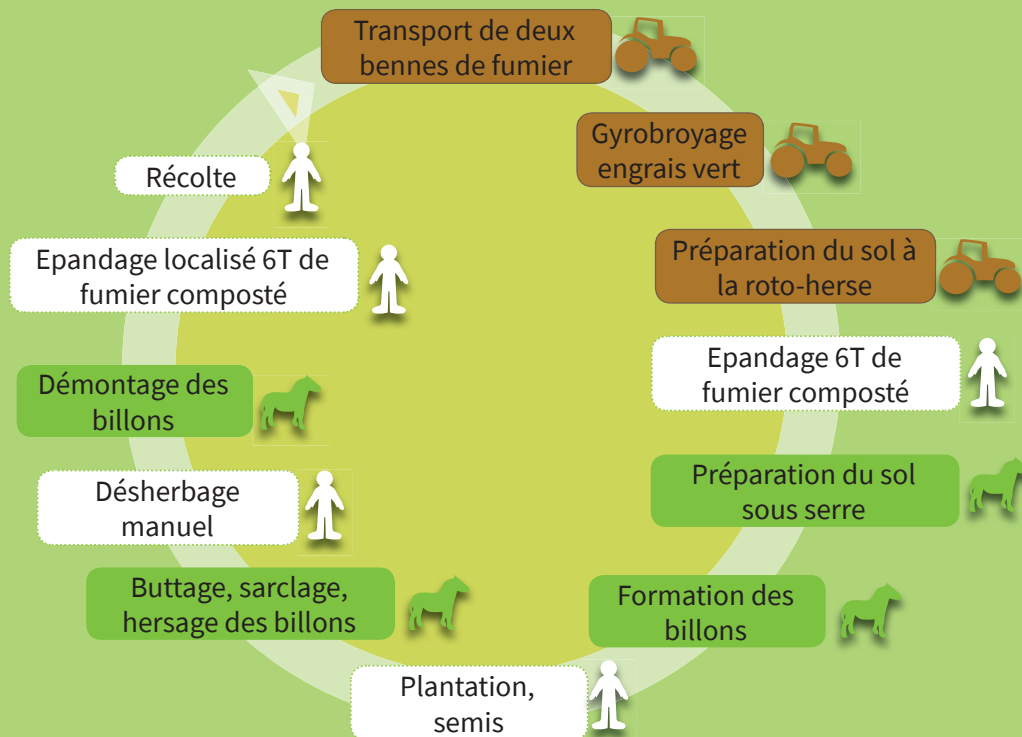 Transport de deux
bennes de fumier
Gyrobroyage
engrais vert
Préparation du sol à
la roto-herse
Epandage 6T de
fumier composté
Préparation du sol
sous serre
Formation des
billons
Plantation,
semis
Buttage, sarclage,
hersage des billons
Désherbage
manuel
Démontage des
billons
Epandage localisé 6T de
fumier composté
Récolte